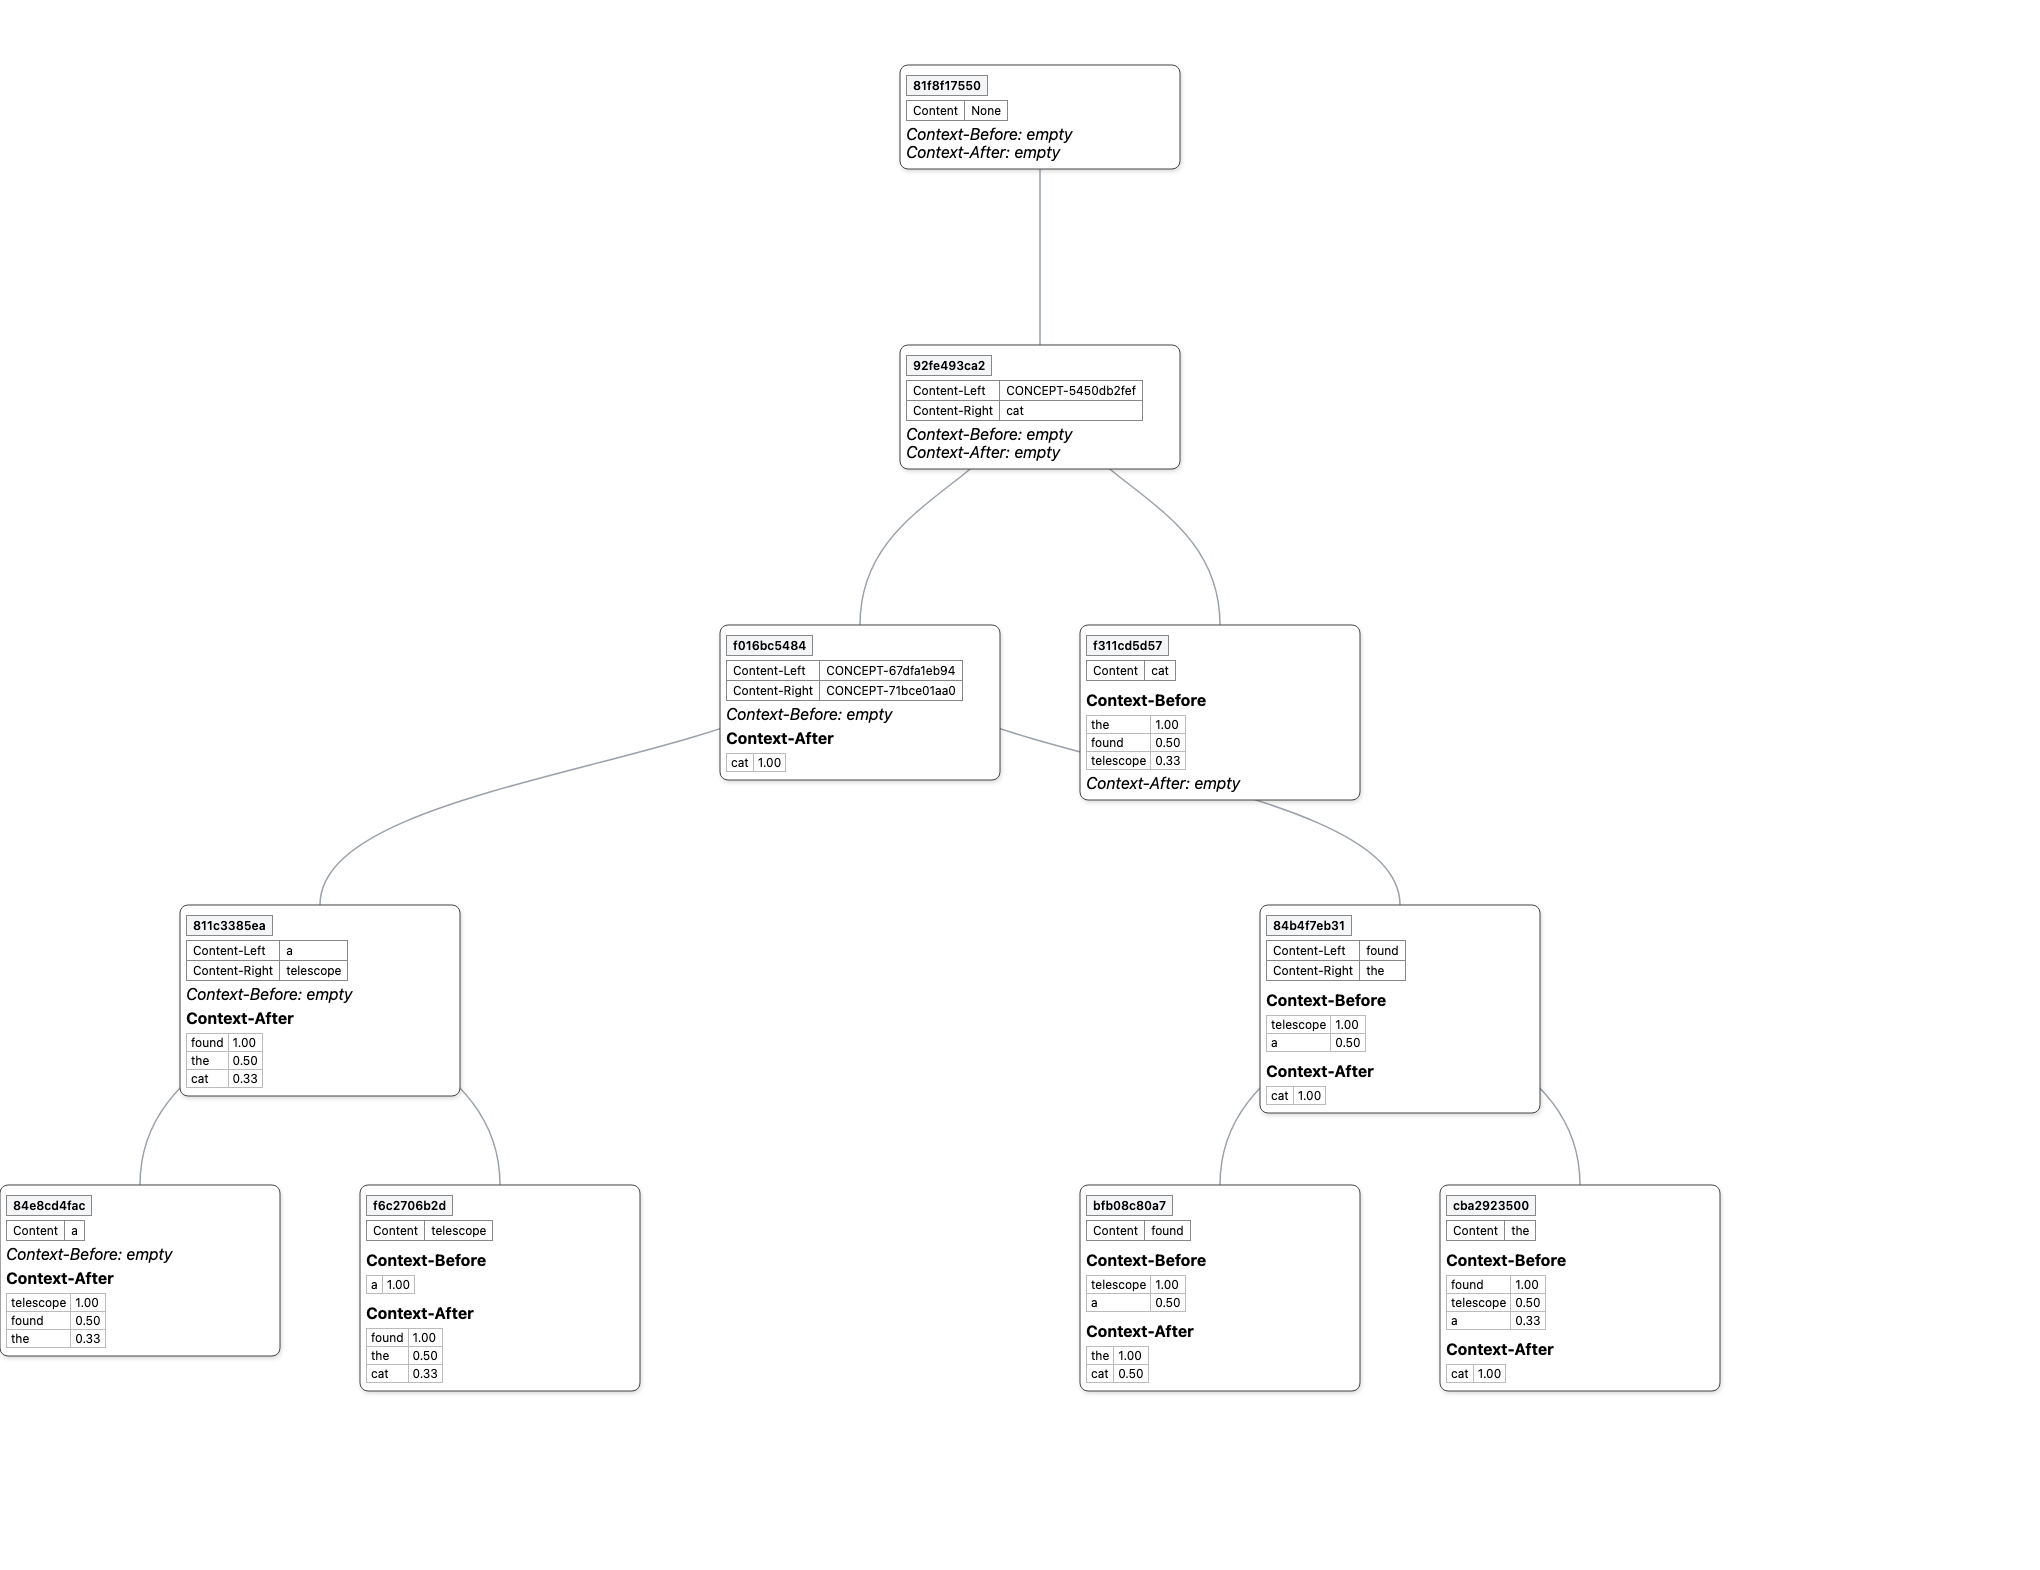 81f8f17550
Content None
Context-Before: empty
Context-After: empty
92fe493ca2
Content-Left CONCEPT-5450db2fef
Content-Right cat
Context-Before: empty
Context-After: empty
f016bc5484
Content-Left CONCEPT-67dfa1eb94
Content-Right CONCEPT-71bce01aa0
Context-Before: empty
Context-After
cat 1.00
f311cd5d57
Content cat
Context-Before
the 1.00
found 0.50
telescope 0.33
Context-After: empty
811c3385ea
Content-Left a
Content-Right telescope
Context-Before: empty
Context-After
found 1.00
the 0.50
cat 0.33
84b4f7eb31
Content-Left found
Content-Right the
Context-Before
telescope 1.00
a 0.50
Context-After
cat 1.00
84e8cd4fac
Content a
Context-Before: empty
Context-After
telescope 1.00
found 0.50
the 0.33
f6c2706b2d
Content telescope
Context-Before
a 1.00
Context-After
found 1.00
the 0.50
cat 0.33
bfb08c80a7
Content found
Context-Before
telescope 1.00
a 0.50
Context-After
the 1.00
cat 0.50
cba2923500
Content the
Context-Before
found 1.00
telescope 0.50
a 0.33
Context-After
cat 1.00